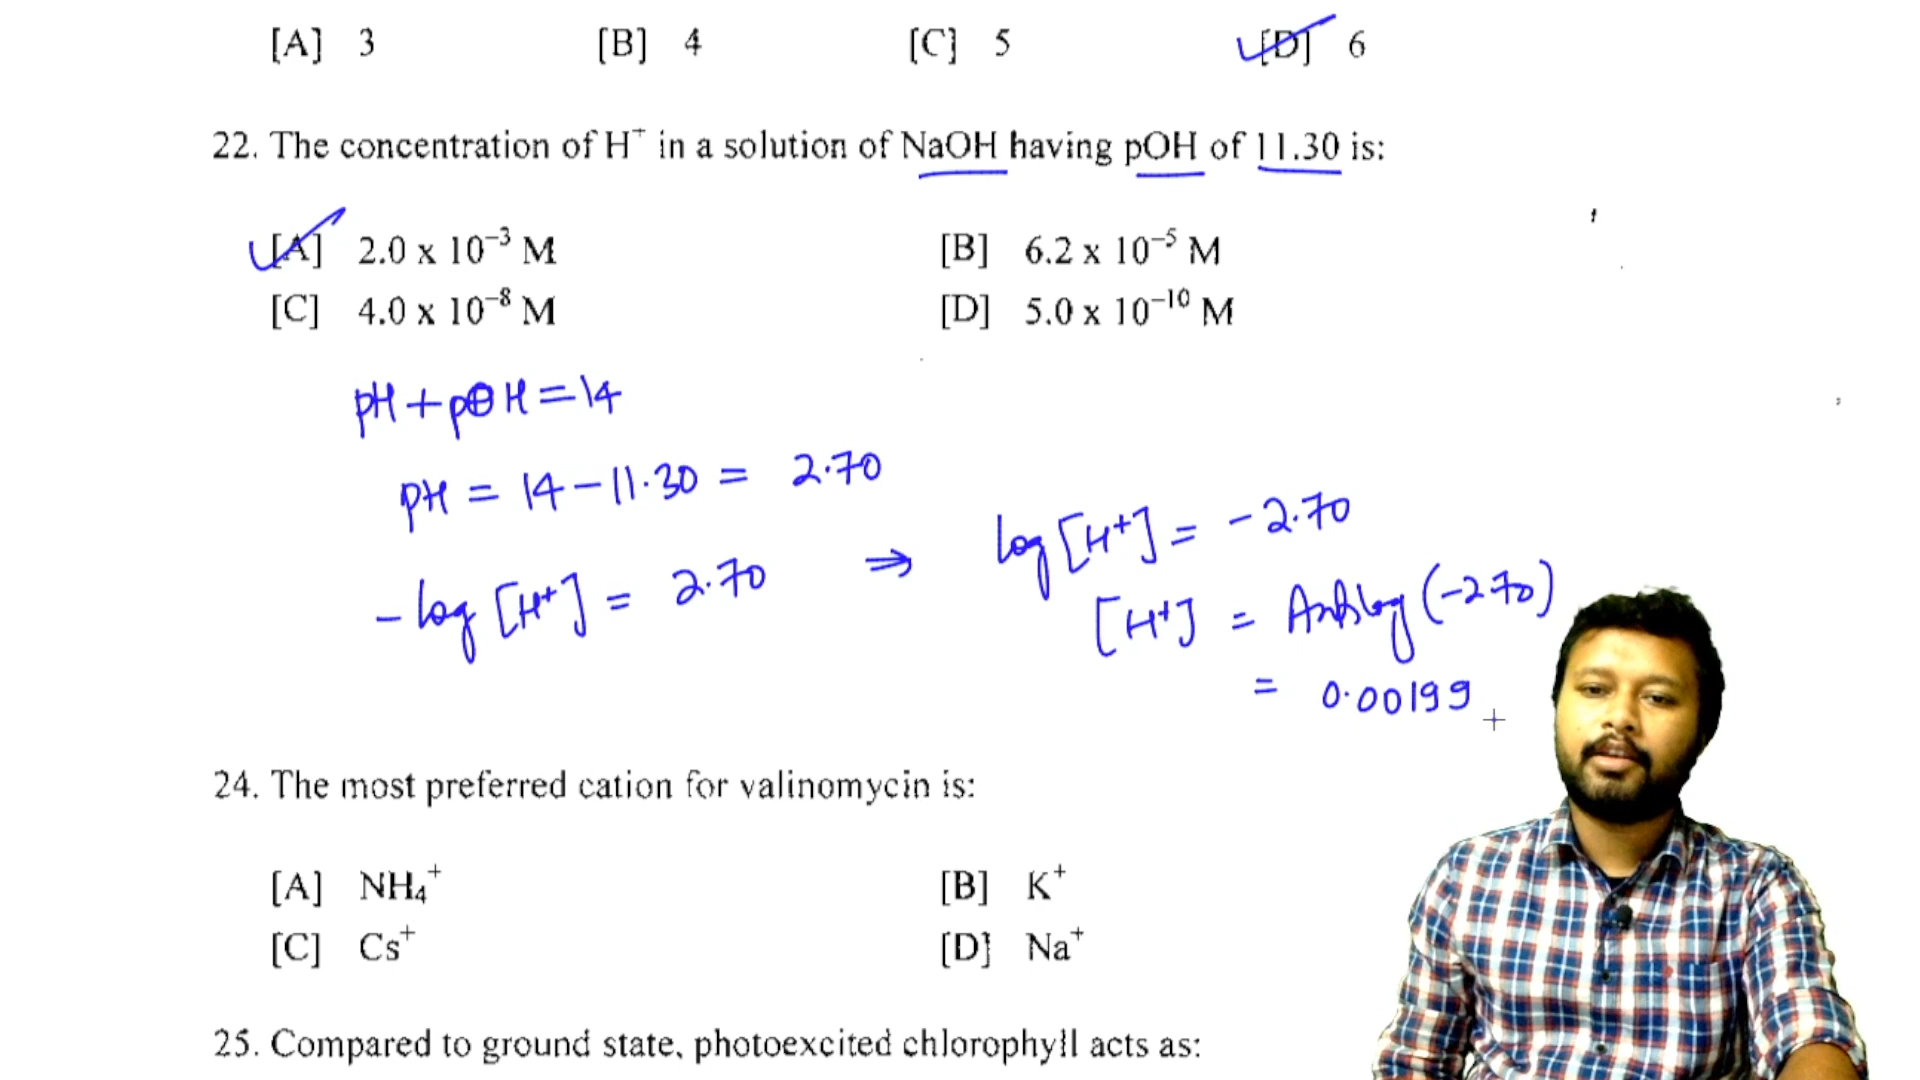 [A] 3 [B] 4 [C] 5 [D] 6
22. The concentration of H⁺ in a solution of NaOH having pOH of 11.30 is:
[A] 2.0 x 10⁻³ M [B] 6.2 x 10⁻⁵ M
[C] 4.0 x 10⁻⁸ M [D] 5.0 x 10⁻¹⁰ M
pH + pOH = 14
pH = 14 - 11.30 = 2.70
- log [H⁺] = 2.70 ⇒ log [H⁺] = - 2.70
[H⁺] = Antilog (-2.70)
= 0.00199
24. The most preferred cation for valinomycin is:
[A] NH₄⁺ [B] K⁺
[C] Cs⁺ [D] Na⁺
25. Compared to ground state, photoexcited chlorophyll acts as: